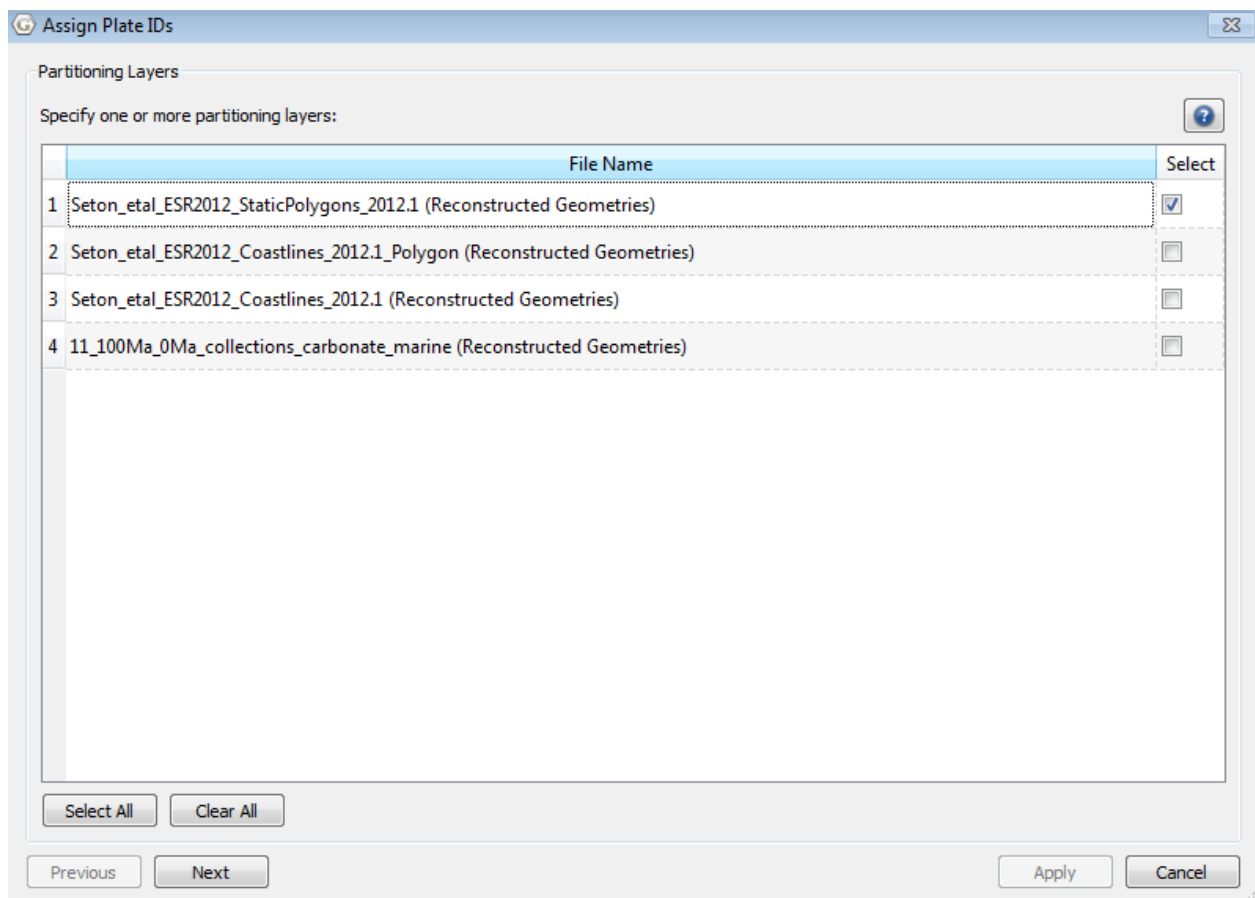 Assign Plate IDs
Partitioning Layers
Specify one or more partitioning layers:
File Name Select
1 Seton_etal_ESR2012_StaticPolygons_2012.1 (Reconstructed Geometries)
2 Seton_etal_ESR2012_Coastlines_2012.1_Polygon (Reconstructed Geometries)
3 Seton_etal_ESR2012_Coastlines_2012.1 (Reconstructed Geometries)
4 11_100Ma_0Ma_collections_carbonate_marine (Reconstructed Geometries)
Select All Clear All
Previous Next Apply Cancel